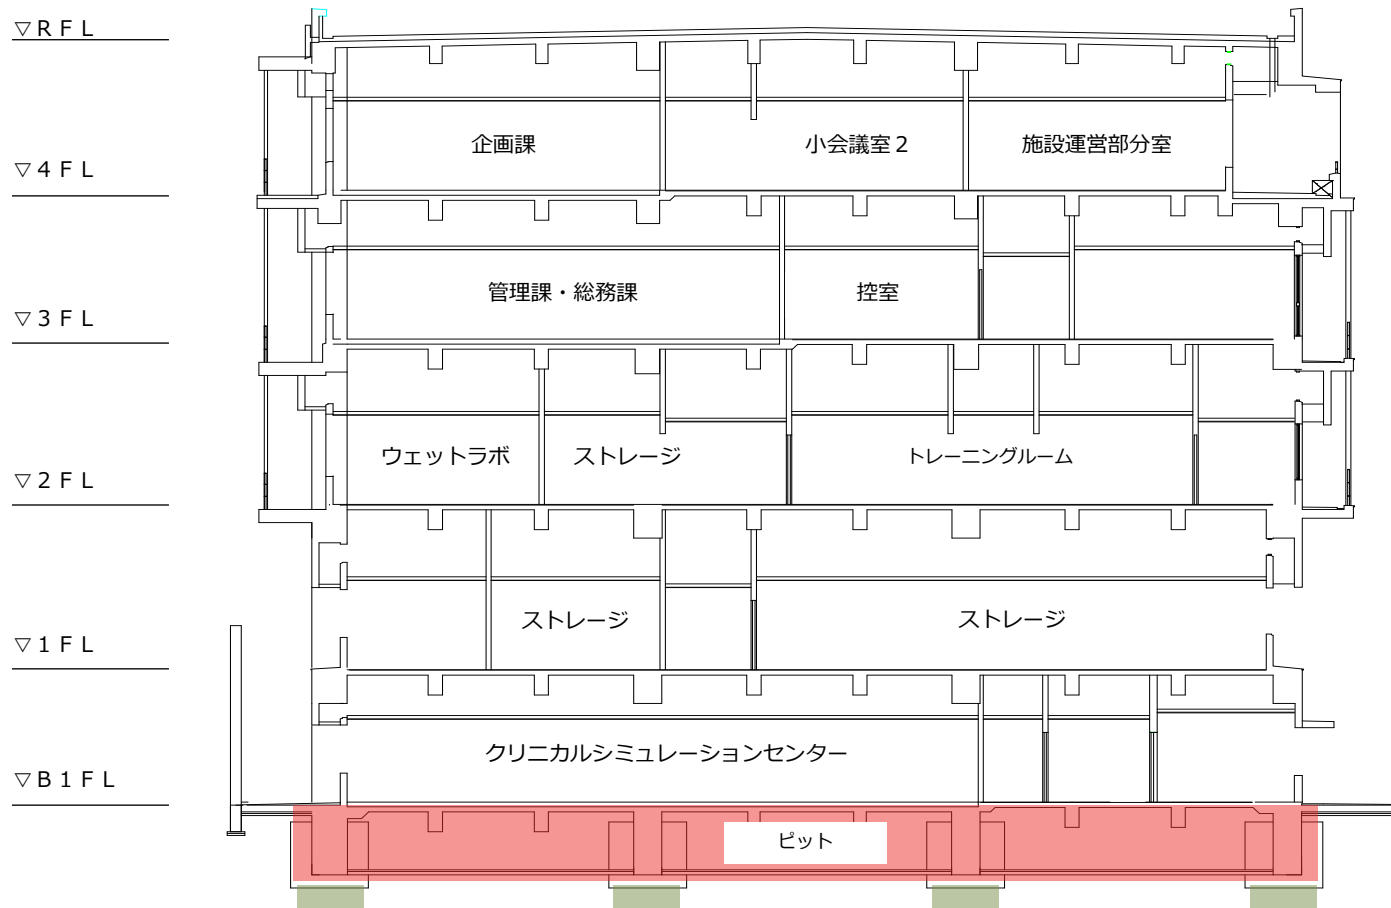 ▽ＲＦＬ
企画課
小会議室２
施設運営部分室
▽４ＦＬ
管理課・総務課
控室
▽３ＦＬ
ウェットラボ
ストレージ
トレーニングルーム
▽２ＦＬ
ストレージ
ストレージ
▽１ＦＬ
クリニカルシミュレーションセンター
▽Ｂ１ＦＬ
ピット